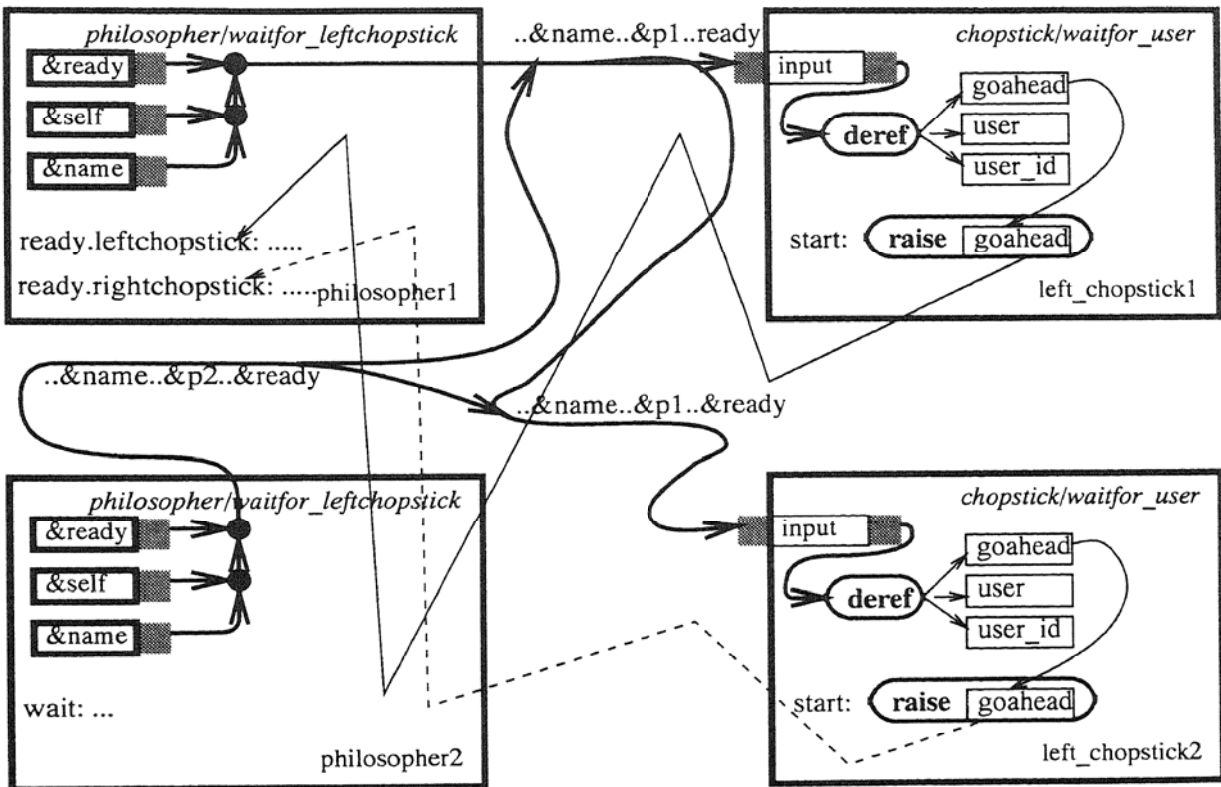 philosopher/waitfor_leftchopstick
&ready
&self
&name
ready.leftchopstick: .....
ready.rightchopstick: .....
philosopher1
..&name..&p1..ready
chopstick/waitfor_user
input
goahead
deref
user
user_id
start: raise goahead
left_chopstick1
..&name..&p2..&ready
..&name..&p1..&ready
philosopher/waitfor_leftchopstick
&ready
&self
&name
wait: ...
philosopher2
chopstick/waitfor_user
input
goahead
deref
user
user_id
start: raise goahead
left_chopstick2